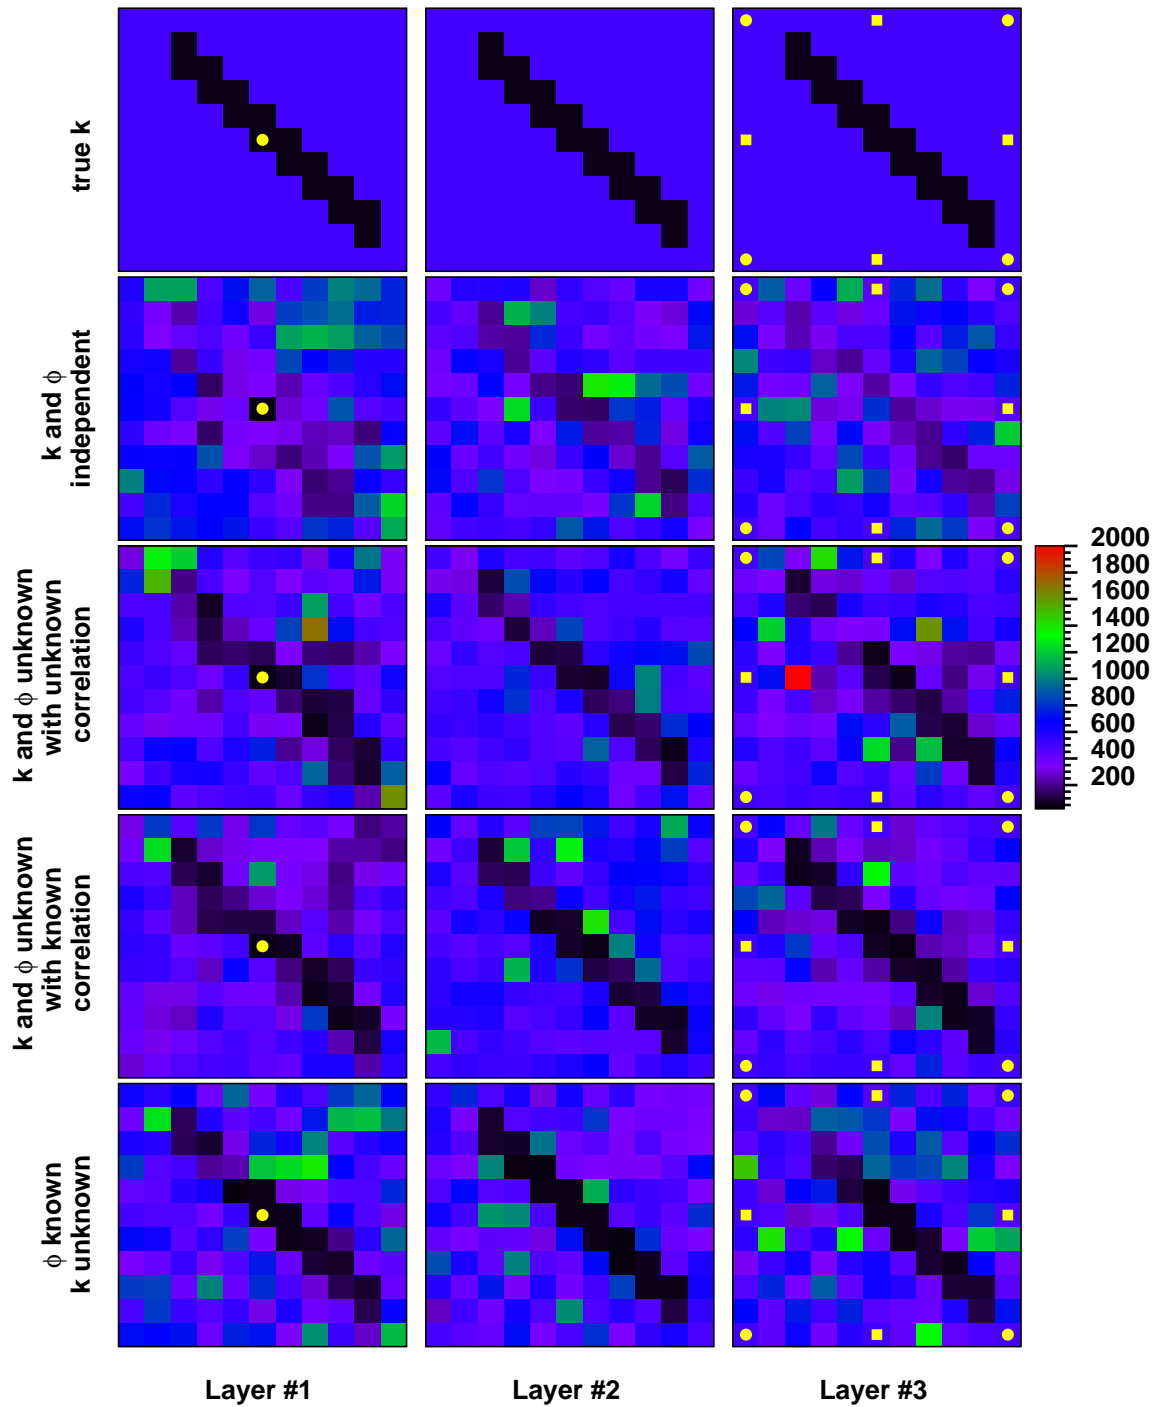 true k
k and ϕ
independent
k and ϕ unknown
with unknown
correlation
k and ϕ unknown
with known
correlation
ϕ known
k unknown
2000
1800
1600
1400
1200
1000
800
600
400
200
Layer #1
Layer #2
Layer #3